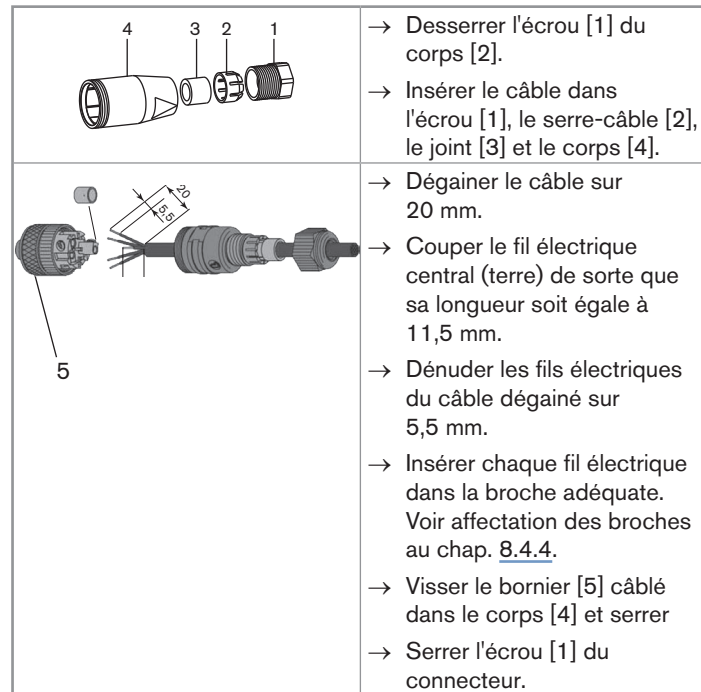 4 3 2 1
→ Desserrer l'écrou [1] du
corps [2].
→ Insérer le câble dans
l'écrou [1], le serre-câble [2],
le joint [3] et le corps [4].
20
5,5
5
→ Dégainer le câble sur
20 mm.
→ Couper le fil électrique
central (terre) de sorte que
sa longueur soit égale à
11,5 mm.
→ Dénuder les fils électriques
du câble dégainé sur
5,5 mm.
→ Insérer chaque fil électrique
dans la broche adéquate.
Voir affectation des broches
au chap. 8.4.4.
→ Visser le bornier [5] câblé
dans le corps [4] et serrer
→ Serrer l'écrou [1] du
connecteur.